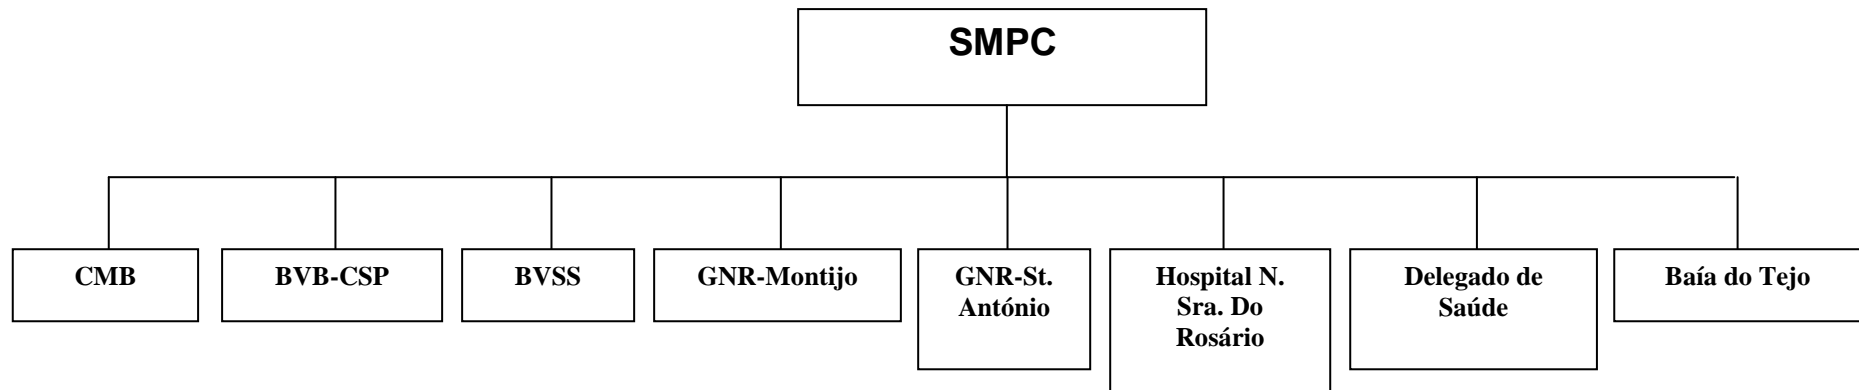 SMPC
CMB
BVB-CSP
BVSS
GNR-Montijo
GNR-St.
António
Hospital N.
Sra. Do
Rosário
Delegado de
Saúde
Baía do Tejo